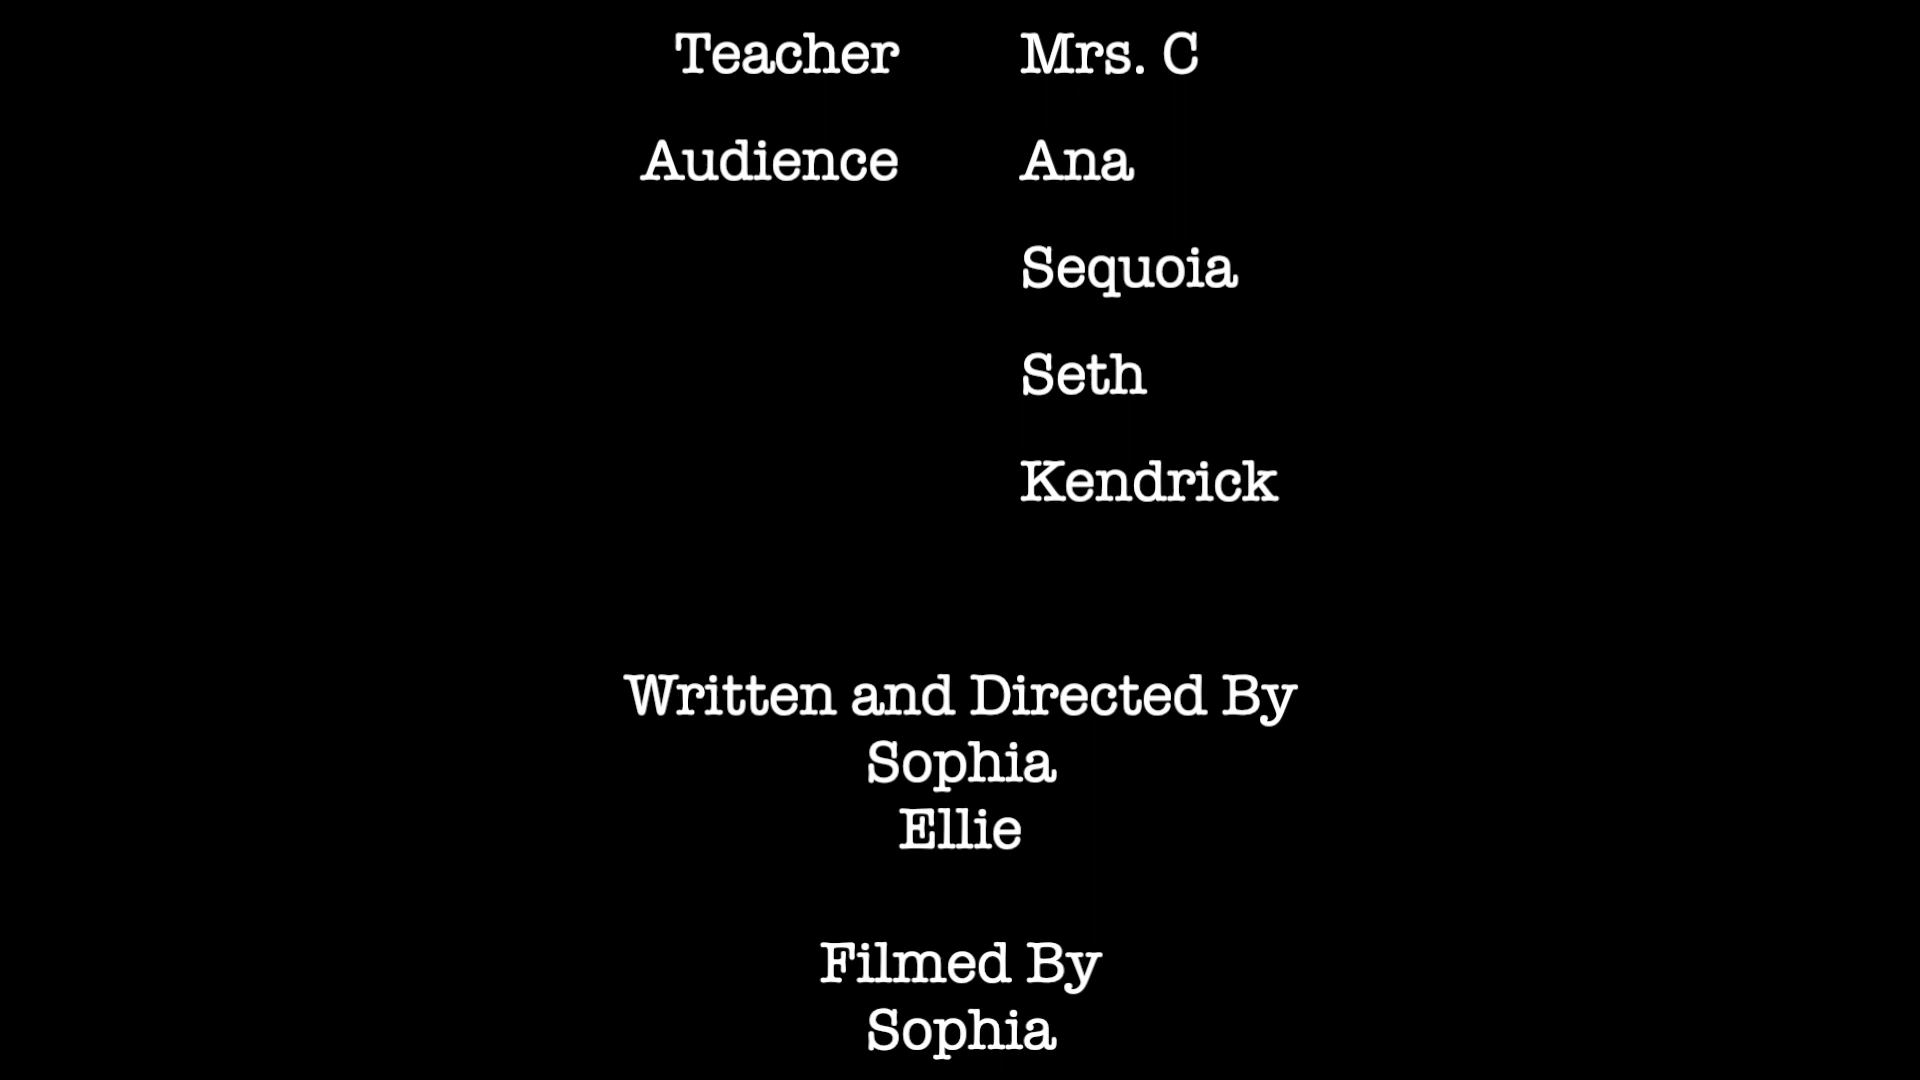 Teacher Mrs. C
Audience Ana
Sequoia
Seth
Kendrick
Written and Directed By
Sophia
Ellie
Filmed By
Sophia